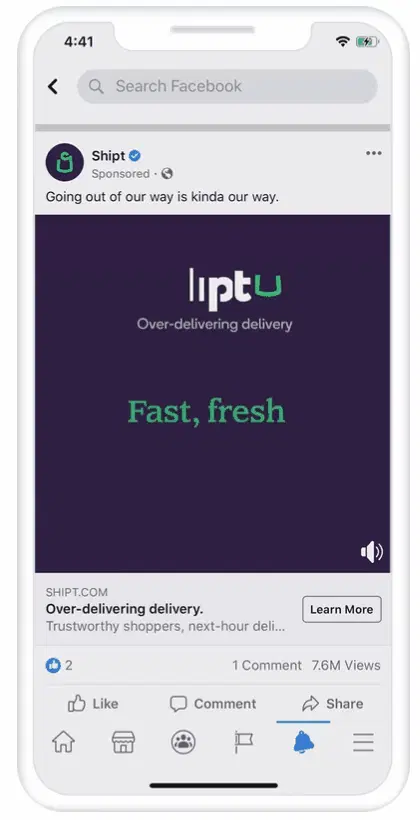 4:41
Search Facebook
Shipt
Sponsored ·
Going out of our way is kinda our way.
lipt
Over-delivering delivery
Fast, fresh
SHIPT.COM
Over-delivering delivery.
Learn More
Trustworthy shoppers, next-hour deli...
2
1 Comment 7.6M Views
Like
Comment
Share